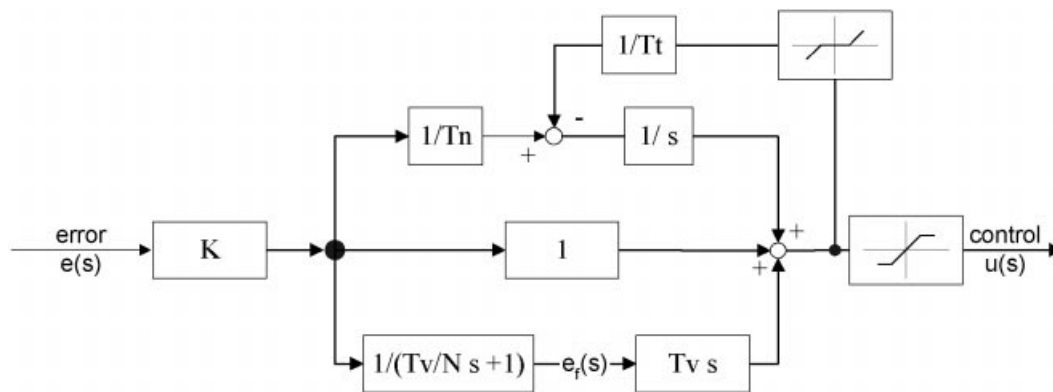 1/Tt
-
1/Tn
+
1/ s
error
e(s)
K
1
+
+
control
u(s)
1/(Tv/N s +1)
e_f(s)
Tv s